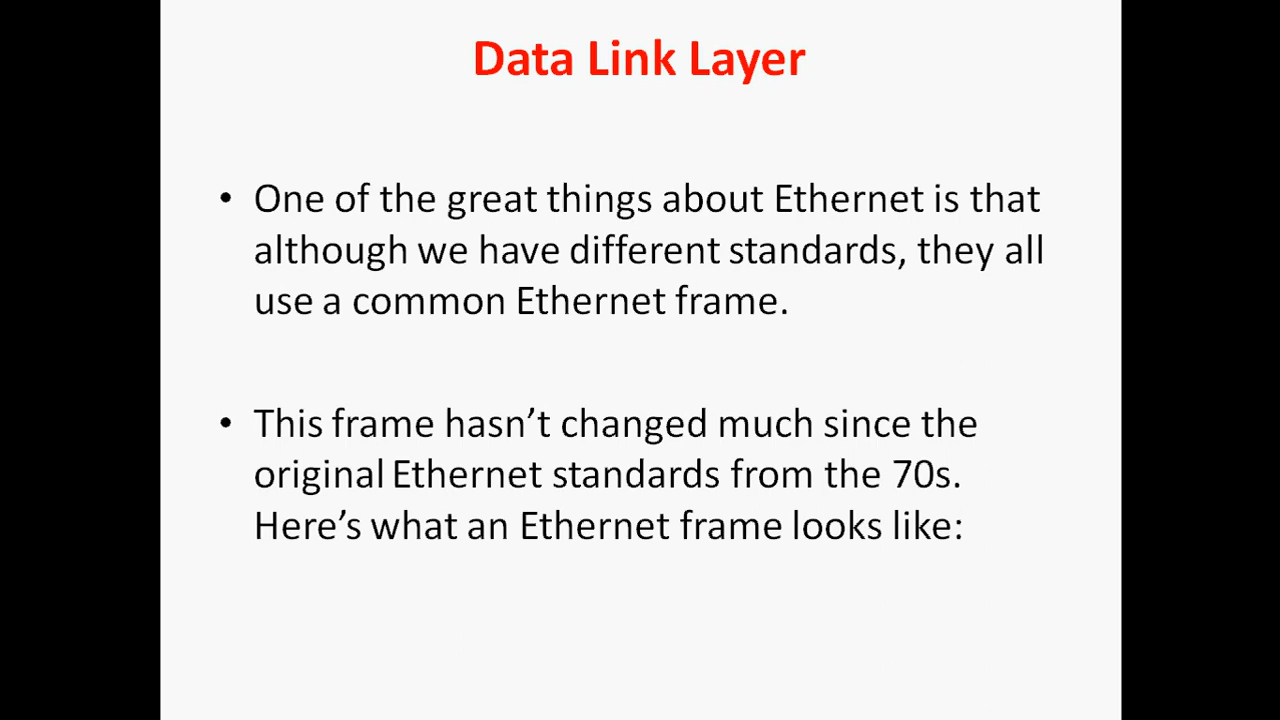 Data Link Layer
• One of the great things about Ethernet is that
although we have different standards, they all
use a common Ethernet frame.
• This frame hasn’t changed much since the
original Ethernet standards from the 70s.
Here’s what an Ethernet frame looks like: